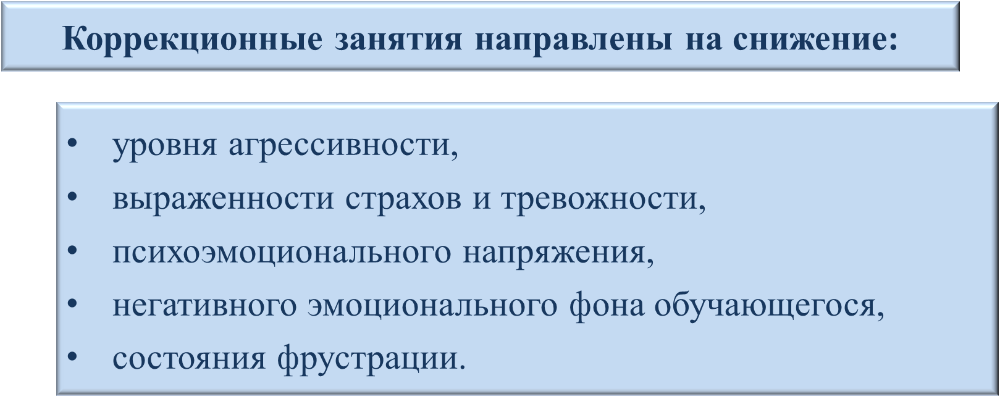 Коррекционные занятия направлены на снижение:
• уровня агрессивности,
• выраженности страхов и тревожности,
• психоэмоционального напряжения,
• негативного эмоционального фона обучающегося,
• состояния фрустрации.